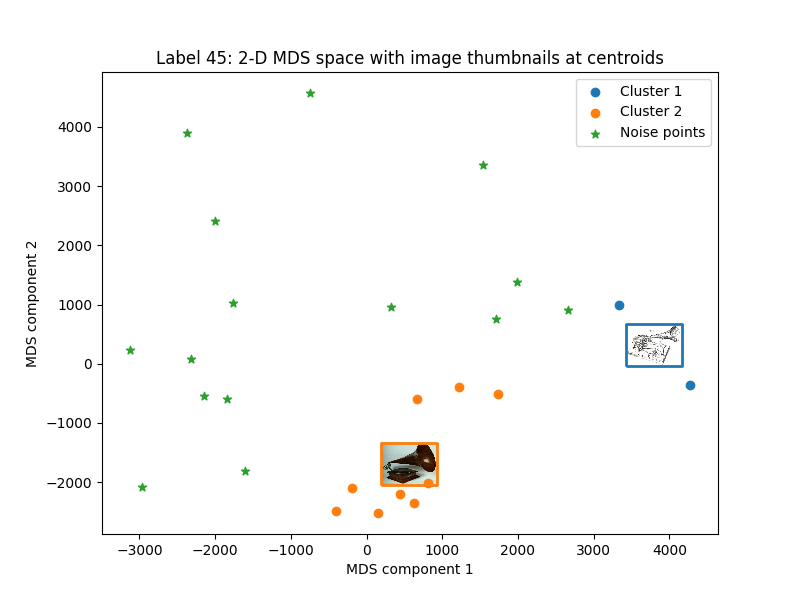 Label 45: 2-D MDS space with image thumbnails at centroids
Cluster 1
Cluster 2
Noise points
MDS component 2
4000
3000
2000
1000
0
−1000
−2000
−3000
−2000
−1000
0
1000
2000
3000
4000
MDS component 1